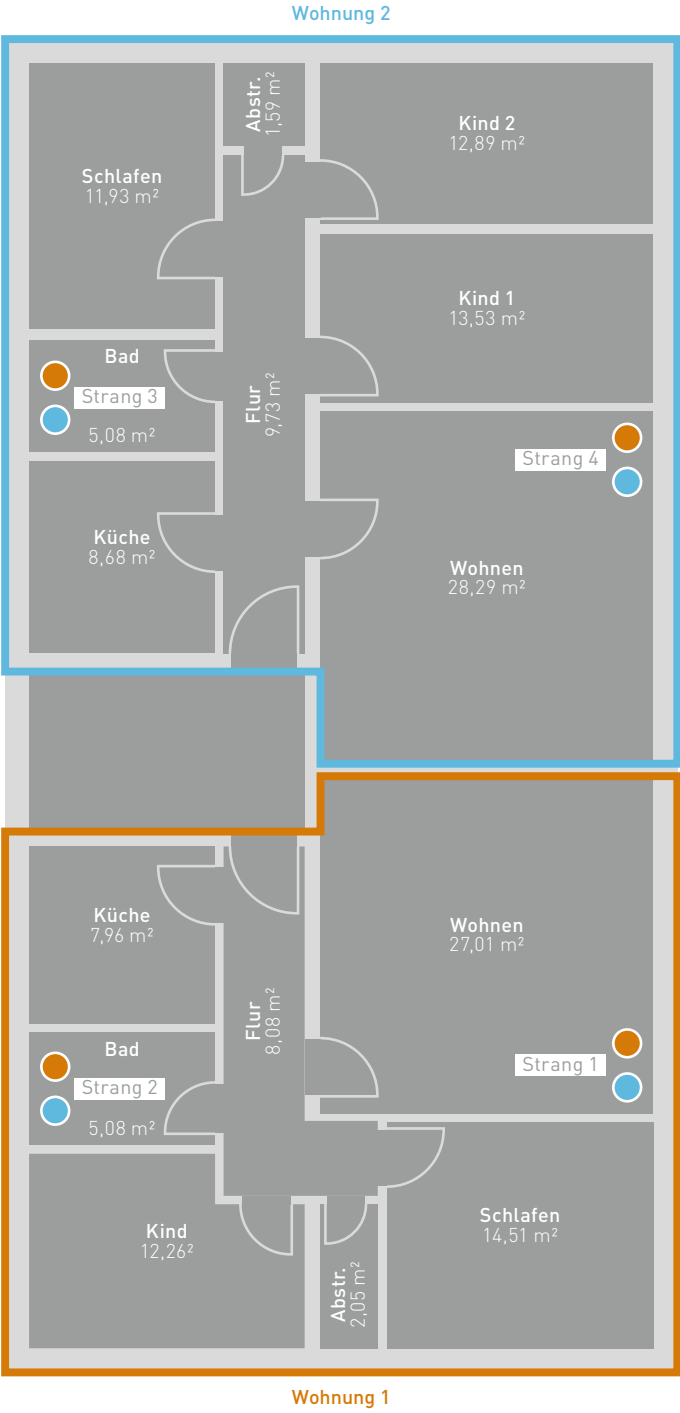 Wohnung 2
Abstr.
1,59 m²
Kind 2
12,89 m²
Schlafen
11,93 m²
Kind 1
13,53 m²
Bad
Strang 3
5,08 m²
Flur
9,73 m²
Strang 4
Küche
8,68 m²
Wohnen
28,29 m²
Küche
7,96 m²
Wohnen
27,01 m²
Flur
8,08 m²
Bad
Strang 2
5,08 m²
Strang 1
Kind
12,26²
Schlafen
14,51 m²
Abstr.
2,05 m²
Wohnung 1